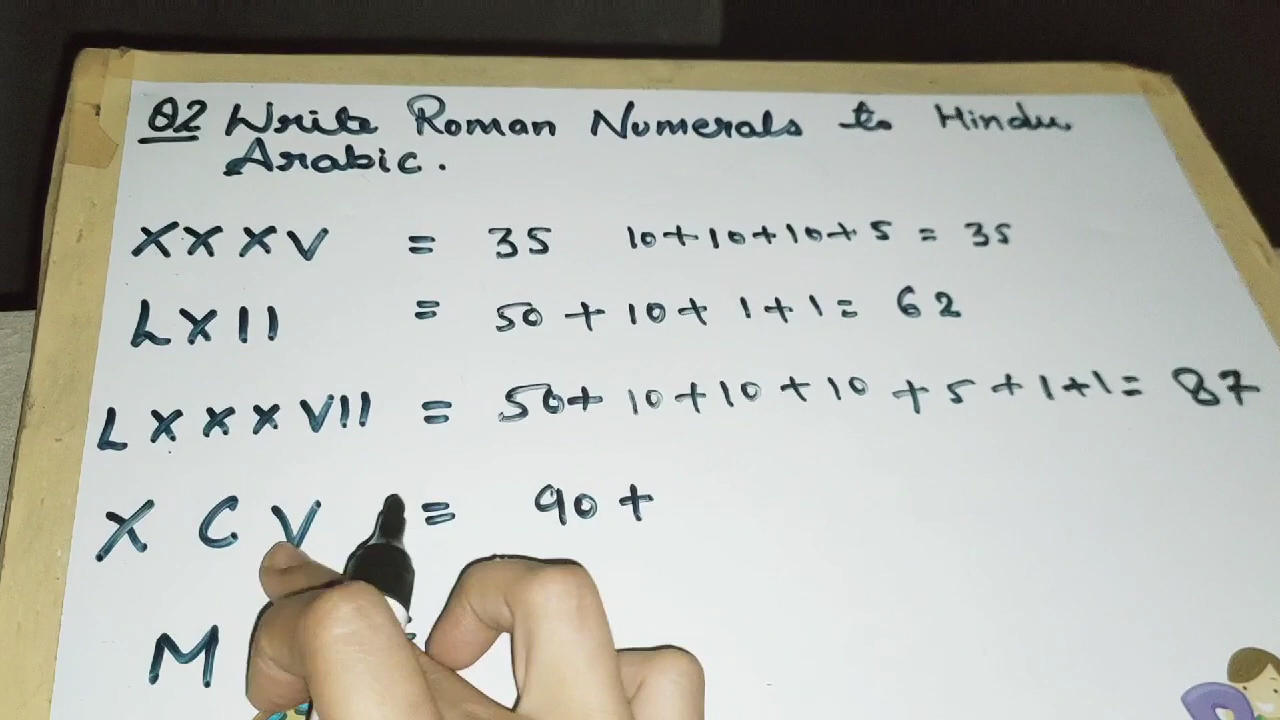 Q2 Write Roman Numerals to Hindu
Arabic.
XXXV = 35 10+10+10+5 = 35
LXII = 50+10+1+1= 62
LXXXVII = 50+10+10+10+5+1+1= 87
XCV = 90+
M